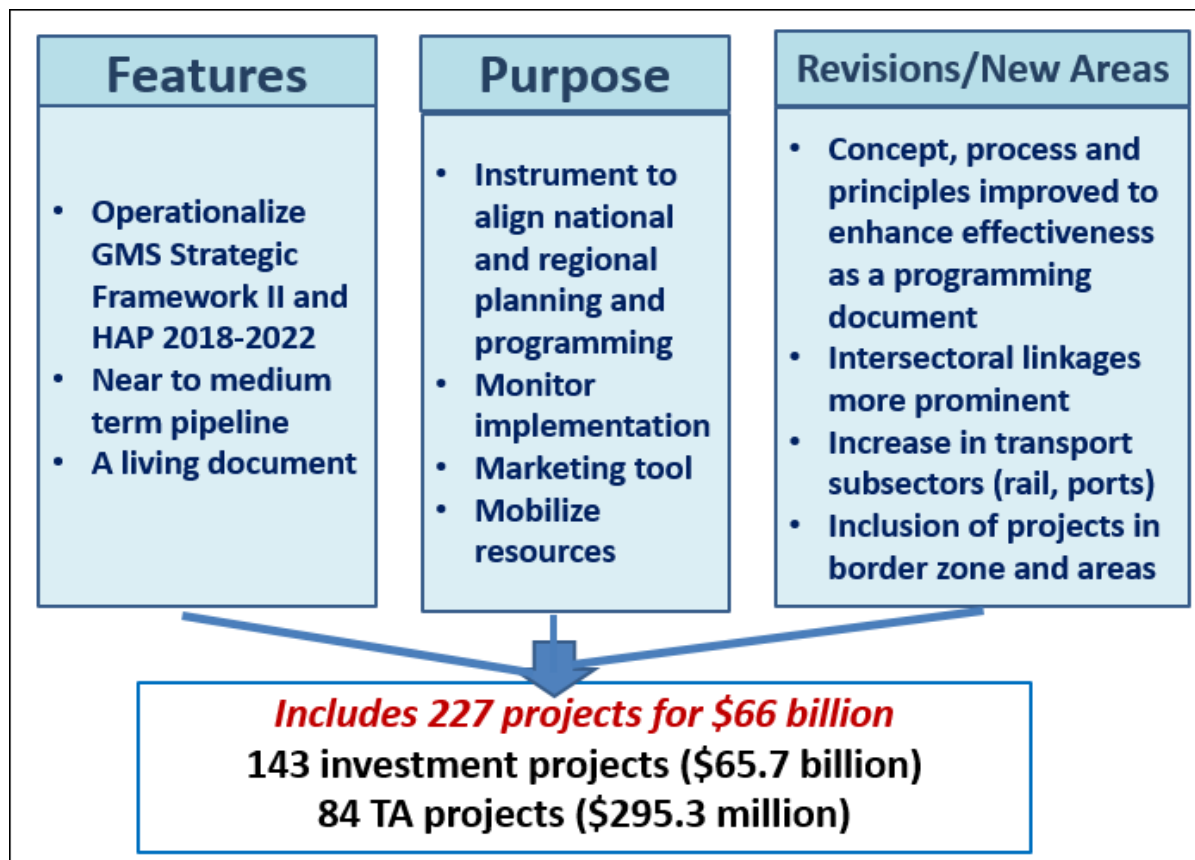 Features
• Operationalize
GMS Strategic
Framework II and
HAP 2018-2022
• Near to medium
term pipeline
• A living document
Purpose
• Instrument to
align national
and regional
planning and
programming
• Monitor
implementation
• Marketing tool
• Mobilize
resources
Revisions/New Areas
• Concept, process and
principles improved to
enhance effectiveness
as a programming
document
• Intersectoral linkages
more prominent
• Increase in transport
subsectors (rail, ports)
• Inclusion of projects in
border zone and areas
Includes 227 projects for $66 billion
143 investment projects ($65.7 billion)
84 TA projects ($295.3 million)